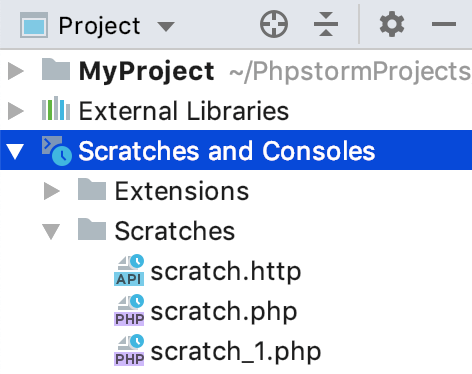 Project
MyProject ~/PhpstormProjects
External Libraries
Scratches and Consoles
Extensions
Scratches
API scratch.http
PHP scratch.php
PHP scratch_1.php